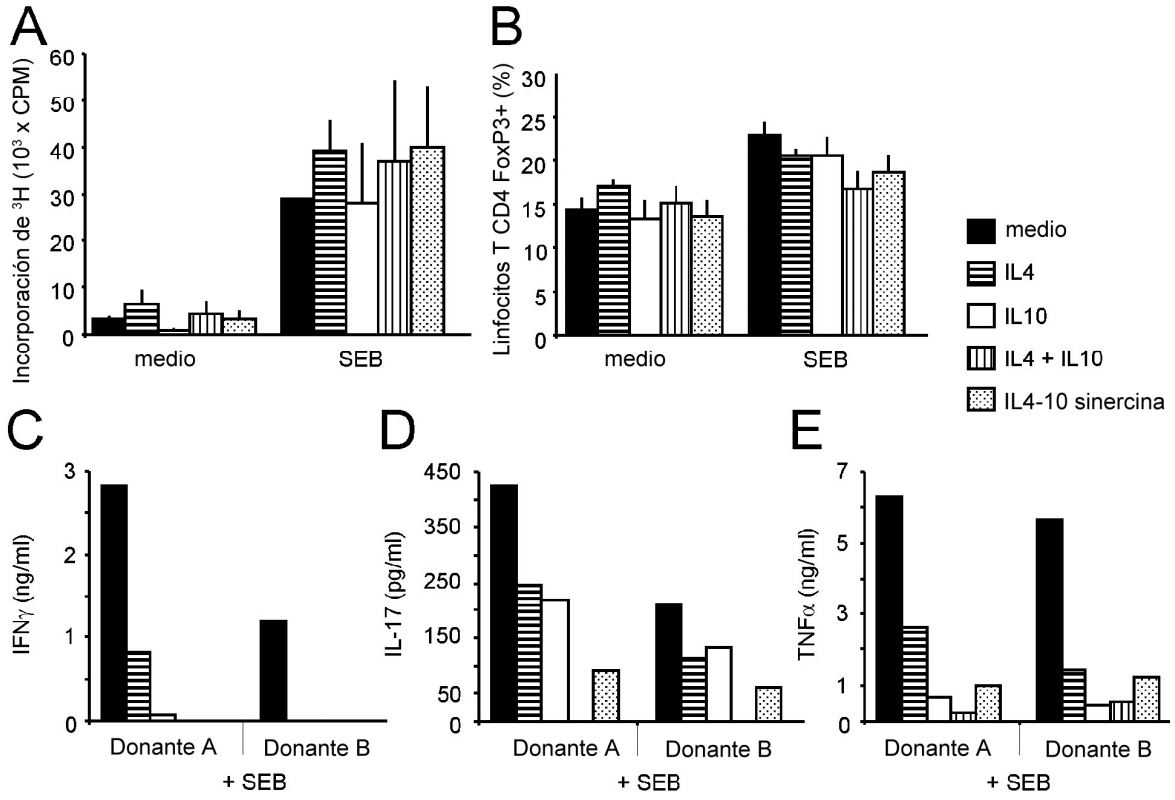 A
Incorporación de ³H (10³ x CPM)
60
50
40
30
20
10
0
medio
SEB
B
Linfocitos T CD4 FoxP3+ (%)
30
25
20
15
10
5
0
medio
SEB
medio
IL4
IL10
IL4 + IL10
IL4-10 sinercina
C
IFNγ (ng/ml)
3
2
1
0
Donante A
Donante B
+ SEB
D
IL-17 (pg/ml)
450
350
250
150
50
0
Donante A
Donante B
+ SEB
E
TNFα (ng/ml)
7
5
3
1
0
Donante A
Donante B
+ SEB